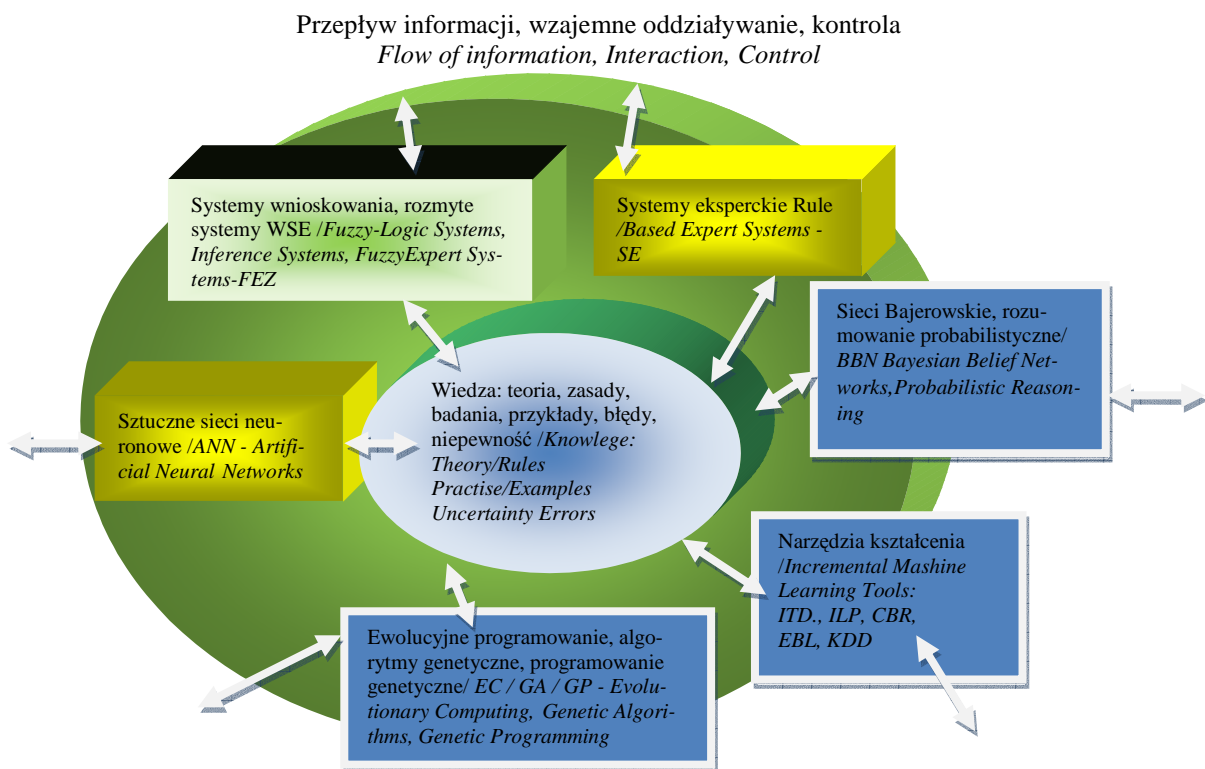 Przepływ informacji, wzajemne oddziaływanie, kontrola
Flow of information, Interaction, Control
Systemy wnioskowania, rozmyte
systemy WSE /Fuzzy-Logic Systems,
Inference Systems, FuzzyExpert Sys-
tems-FEZ
Systemy eksperckie Rule
/Based Expert Systems -
SE
Sieci Bajerowskie, rozu-
mowanie probabilistyczne/
BBN Bayesian Belief Net-
works,Probabilistic Reason-
ing
Wiedza: teoria, zasady,
badania, przykłady, błędy,
niepewność /Knowlege:
Theory/Rules
Practise/Examples
Uncertainty Errors
Sztuczne sieci neu-
ronowe /ANN - Artifi-
cial Neural Networks
Narzędzia kształcenia
/Incremental Mashine
Learning Tools:
ITD., ILP, CBR,
EBL, KDD
Ewolucyjne programowanie, algo-
rytmy genetyczne, programowanie
genetyczne/ EC / GA / GP - Evolu-
tionary Computing, Genetic Algori-
thms, Genetic Programming